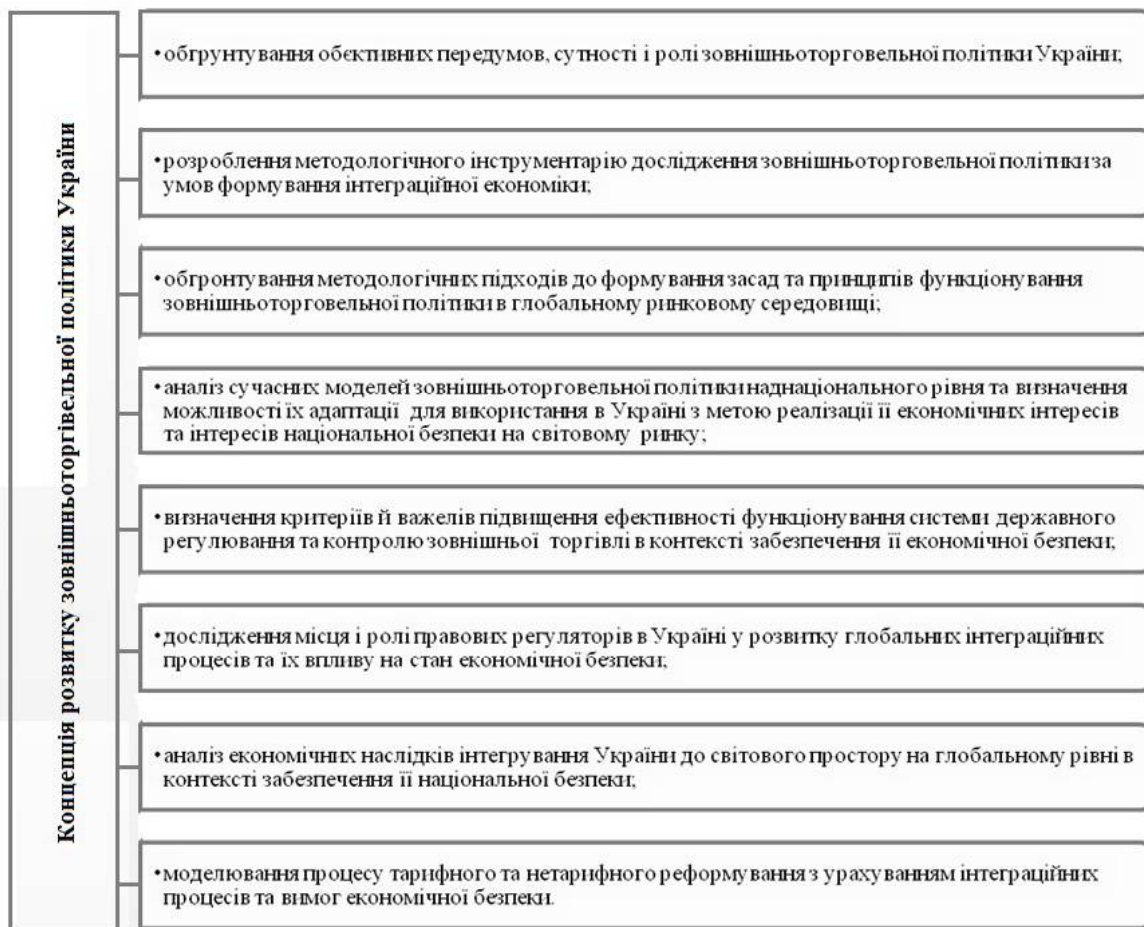 Концепція розвитку зовнішньоторгівельної політики України
•обгрунтування обєктивних передумов, сутності і ролі зовнішньоторговельної політики України;
•розроблення методологічного інструментарію дослідження зовнішньоторговельної політики за
умов формування інтеграційної економіки;
•обгронтування методологічних підходів до формування засад та принципів функціонування
зовнішньоторговельної політики в глобальному ринковому середовищі;
•аналіз сучасних моделей зовнішньоторговельної політики наднаціонального рівня та визначення
можливості їх адаптації для використання в Україні з метою реалізації її економічних інтересів
та інтересів національної безпеки на світовому ринку;
•визначення критеріїв й важелів підвищення ефективності функціонування системи державного
регулювання та контролю зовнішньої торгівлі в контексті забезпечення її економічної безпеки;
•дослідження місця і ролі правових регуляторів в Україні у розвитку глобальних інтеграційних
процесів та їх впливу на стан економічної безпеки;
•аналіз економічних наслідків інтегрування України до світового простору на глобальному рівні в
контексті забезпечення її національної безпеки;
•моделювання процесу тарифного та нетарифного реформування з урахуванням інтеграційних
процесів та вимог економічної безпеки.